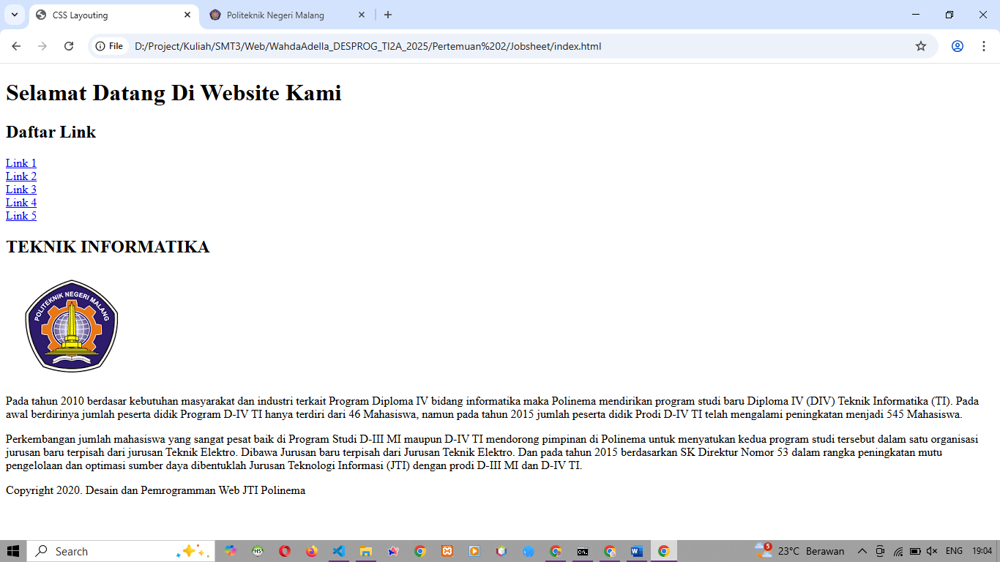 CSS Layouting
Politeknik Negeri Malang
File
D:/Project/Kuliah/SMT3/Web/WahdaAdella_DESPROG_TI2A_2025/Pertemuan%202/Jobsheet/index.html
Selamat Datang Di Website Kami
Daftar Link
Link 1
Link 2
Link 3
Link 4
Link 5
TEKNIK INFORMATIKA
POLITEKNIK NEGERI MALANG
Pada tahun 2010 berdasar kebutuhan masyarakat dan industri terkait Program Diploma IV bidang informatika maka Polinema mendirikan program studi baru Diploma IV (DIV) Teknik Informatika (TI). Pada
awal berdirinya jumlah peserta didik Program D-IV TI hanya terdiri dari 46 Mahasiswa, namun pada tahun 2015 jumlah peserta didik Prodi D-IV TI telah mengalami peningkatan menjadi 545 Mahasiswa.
Perkembangan jumlah mahasiswa yang sangat pesat baik di Program Studi D-III MI maupun D-IV TI mendorong pimpinan di Polinema untuk menyatukan kedua program studi tersebut dalam satu organisasi
jurusan baru terpisah dari jurusan Teknik Elektro. Dibawa Jurusan baru terpisah dari Jurusan Teknik Elektro. Dan pada tahun 2015 berdasarkan SK Direktur Nomor 53 dalam rangka peningkatan mutu
pengelolaan dan optimasi sumber daya dibentuklah Jurusan Teknologi Informasi (JTI) dengan prodi D-III MI dan D-IV TI.
Copyright 2020. Desain dan Pemrogramman Web JTI Polinema
Search
HS
5
23°C Berawan
ENG
19:04